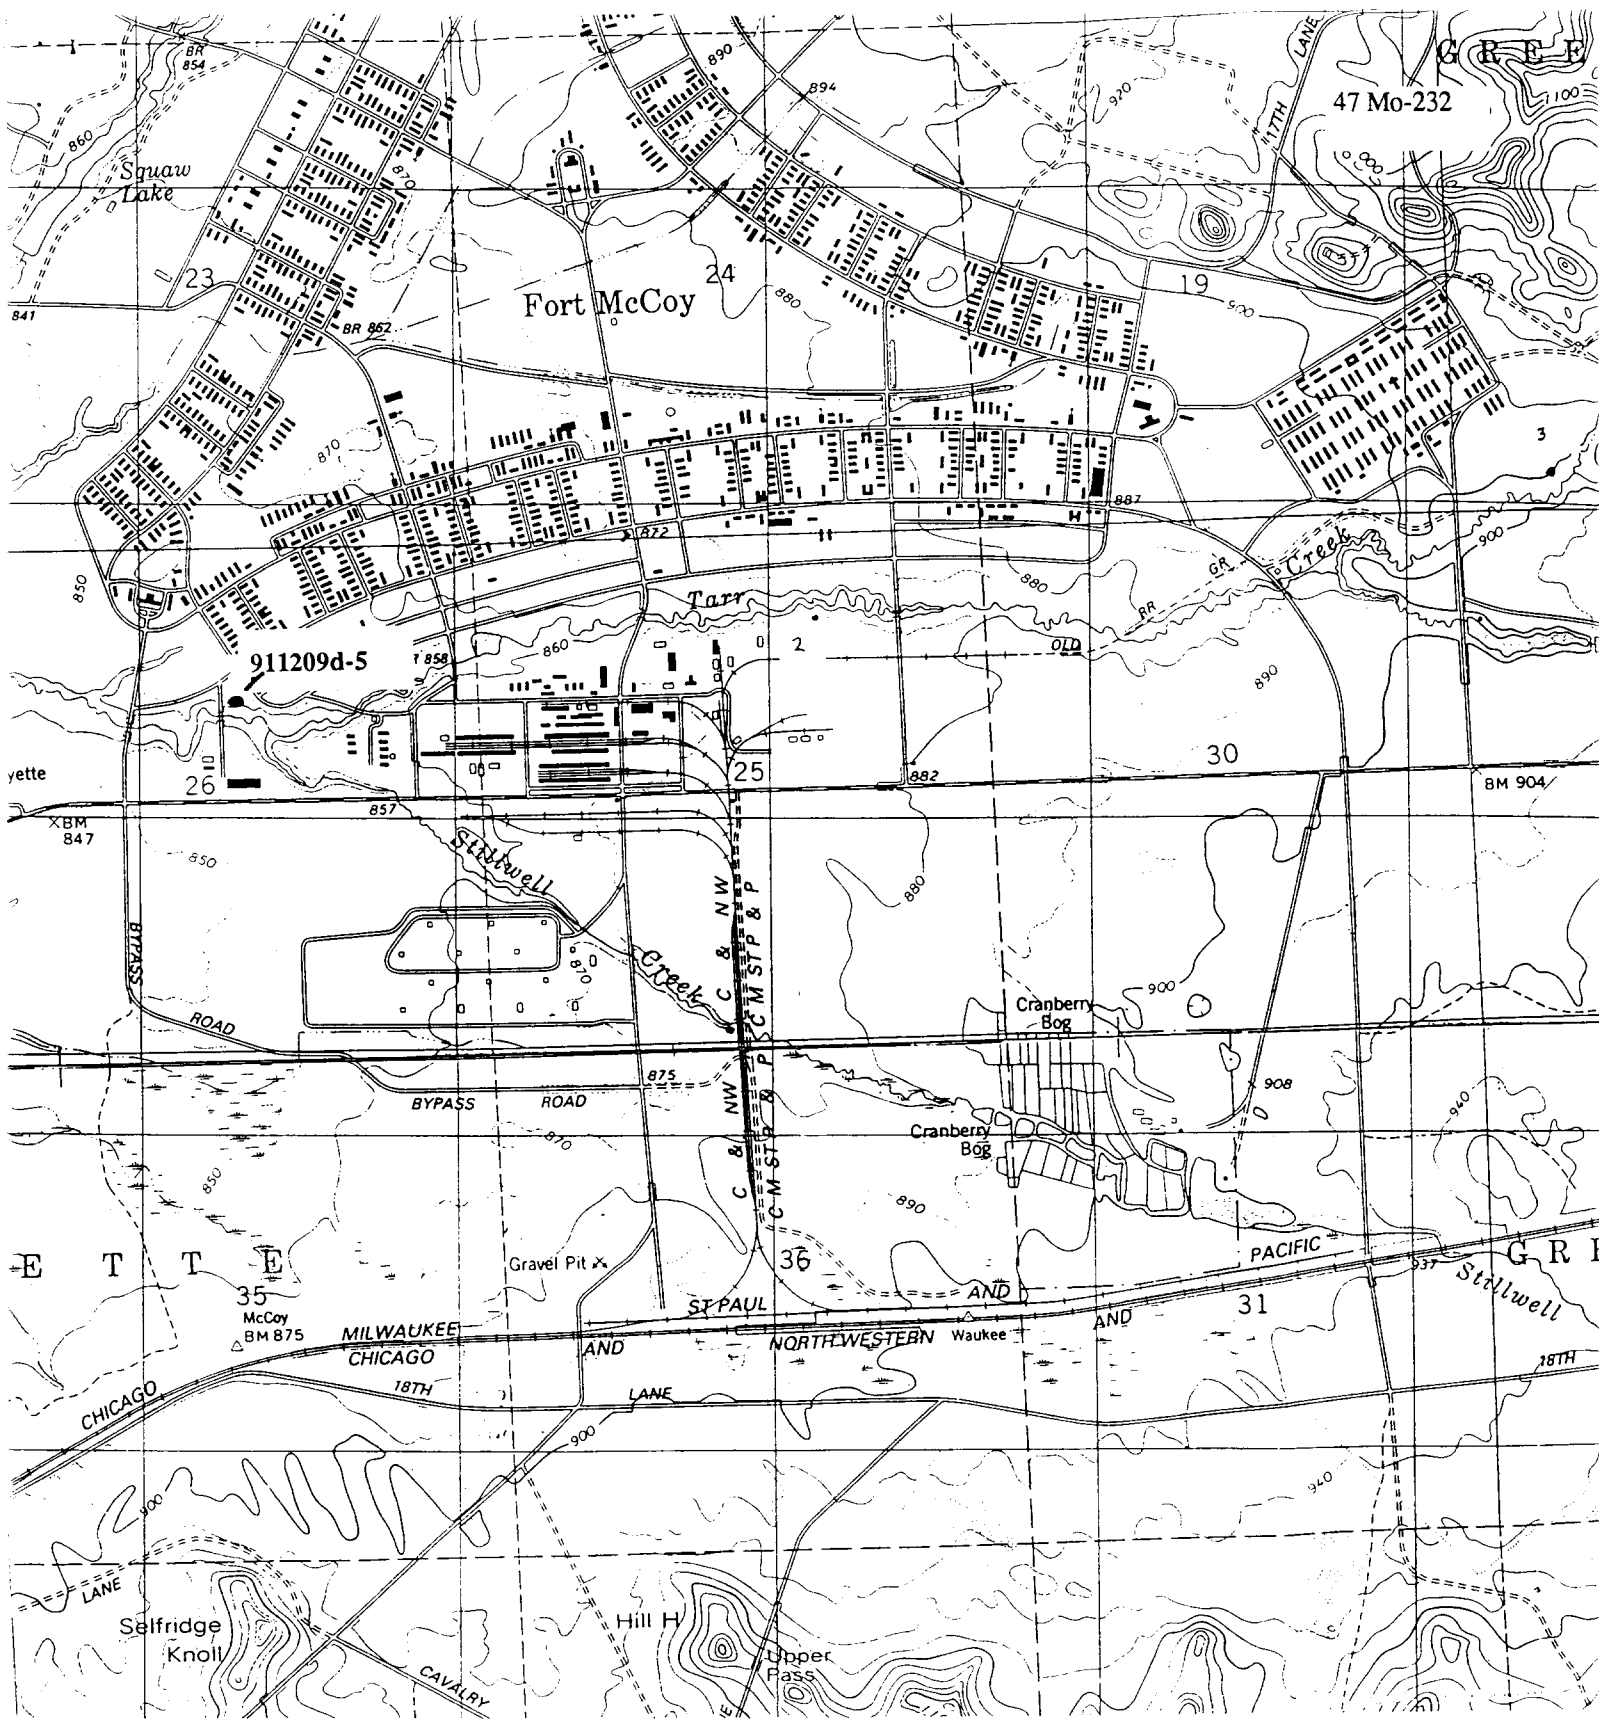 BR
854
890
894
LANE
G R E E
47 Mo-232
1100
920
17TH
860
Squaw
Lake
870
900
23
24
19
Fort McCoy
880
900
841
BR 862
870
3
887
872
900
850
Creek
GR
880
RR
Tarr
860
2
OLD
911209d-5
T 858
890
yette
26
25
30
882
BM 904
857
BM
847
850
Stillwell
880
C & NW
C M STP & P
BYPASS
870
Creek
900
Cranberry
Bog
ROAD
875
908
BYPASS ROAD
C & NW
C M STP & P
940
Cranberry
Bog
870
850
890
E T T E
Gravel Pit
36
PACIFIC
937
G R E
Stillwell
35
McCoy
BM 875
ST PAUL
AND
31
MILWAUKEE
CHICAGO
AND
NORTH WESTERN
Waukee
AND
CHICAGO
18TH
LANE
18TH
900
900
940
LANE
Selfridge
Knoll
Hill H
Upper
Pass
CAVALRY